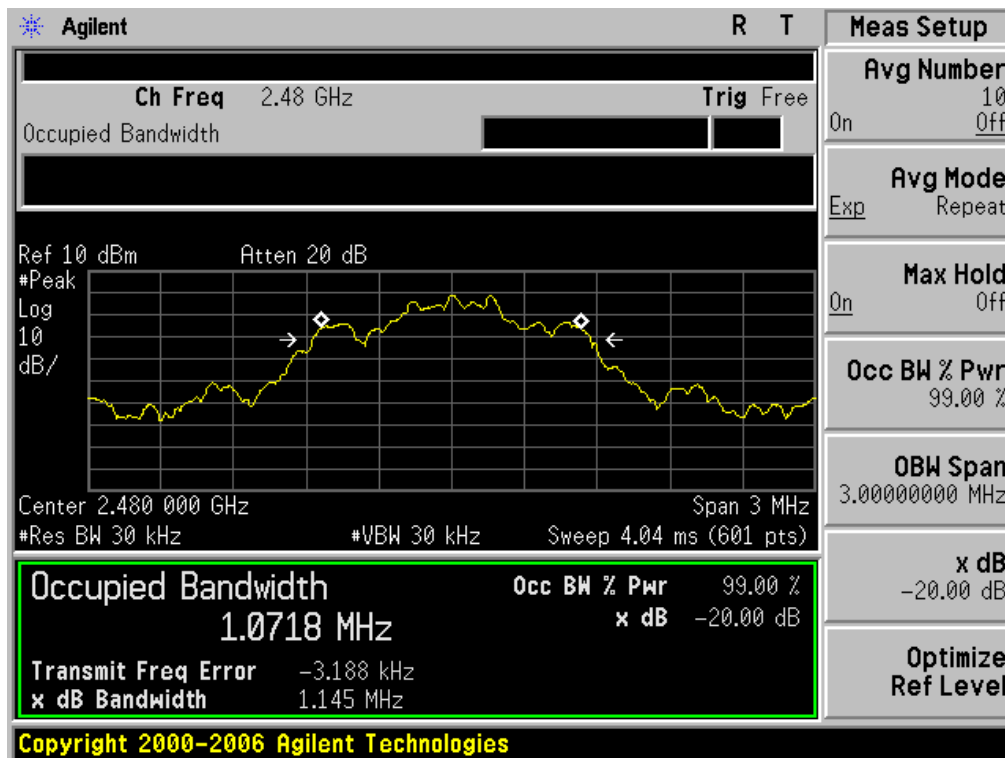 Agilent R T
Ch Freq 2.48 GHz Trig Free
Occupied Bandwidth
Ref 10 dBm Atten 20 dB
#Peak
Log
10
dB/
Center 2.480 000 GHz Span 3 MHz
#Res BW 30 kHz #VBW 30 kHz Sweep 4.04 ms (601 pts)
Occupied Bandwidth Occ BW % Pwr 99.00 %
1.0718 MHz x dB -20.00 dB
Transmit Freq Error -3.188 kHz
x dB Bandwidth 1.145 MHz
Copyright 2000-2006 Agilent Technologies
Meas Setup
Avg Number
10
On Off
Avg Mode
Exp Repeat
Max Hold
On Off
Occ BW % Pwr
99.00 %
OBW Span
3.00000000 MHz
x dB
-20.00 dB
Optimize
Ref Level